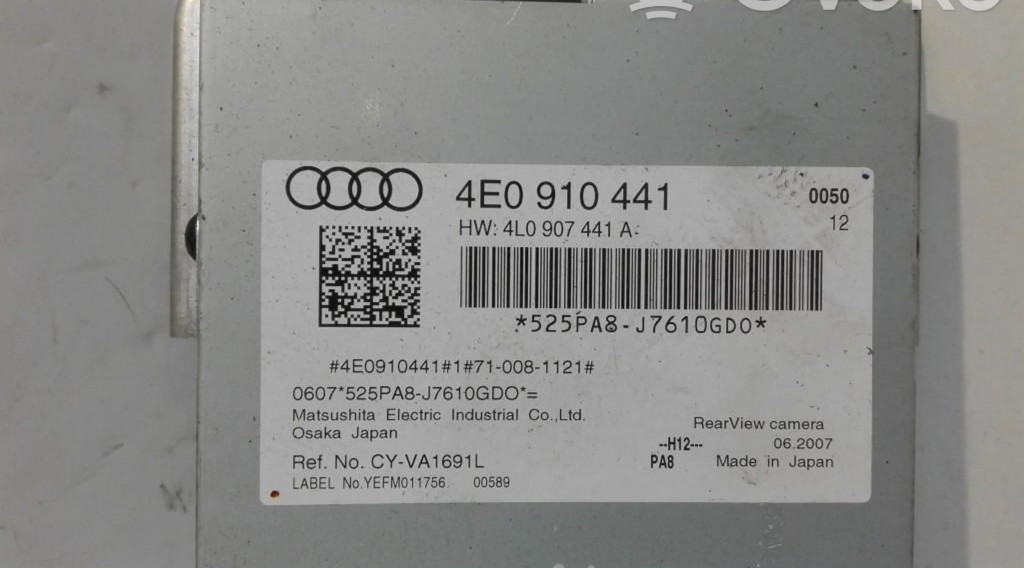 4E0 910 441
0050
HW: 4L0 907 441 A
12
*525PA8-J7610GDO*
#4E0910441#1#71-008-1121#
0607*525PA8-J7610GDO*=
Matsushita Electric Industrial Co.,Ltd.
Osaka Japan
RearView camera
--H12---
06.2007
Ref. No. CY-VA1691L
PA8
Made in Japan
LABEL No.YEFM011756
00589